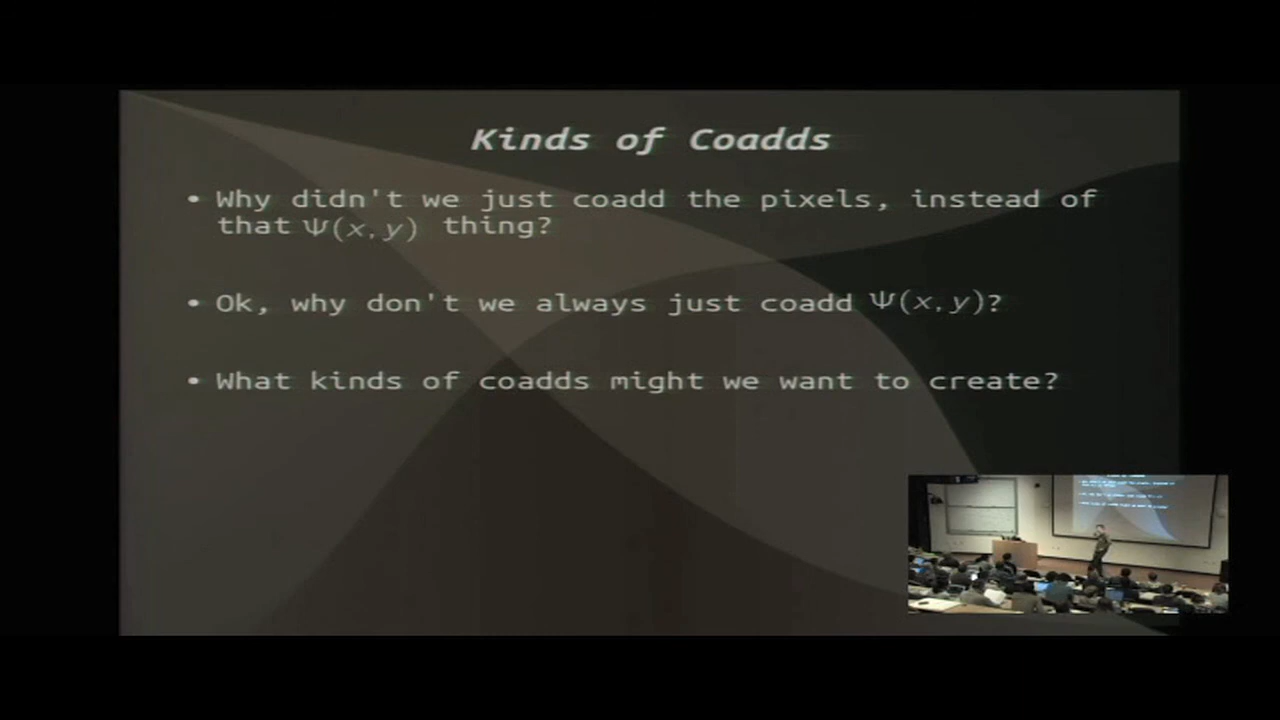 Kinds of Coadds
• Why didn't we just coadd the pixels, instead of
that Ψ(x, y) thing?
• Ok, why don't we always just coadd Ψ(x, y)?
• What kinds of coadds might we want to create?